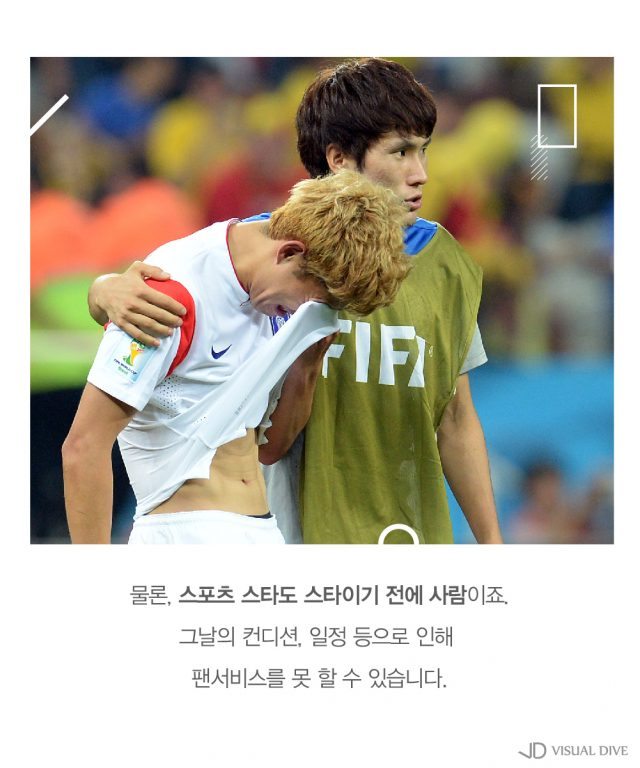 FIFA
물론, 스포츠 스타도 스타이기 전에 사람이죠.
그날의 컨디션, 일정 등으로 인해
팬서비스를 못 할 수 있습니다.
VISUAL DIVE